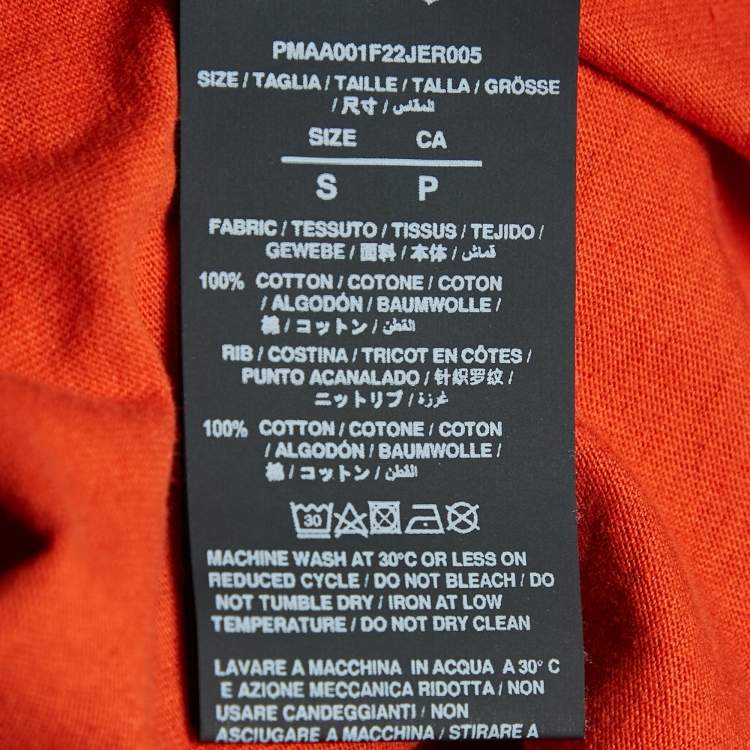 PMAA001F22JER005
SIZE / TAGLIA / TAILLE / TALLA / GRÖSSE
/ 尺寸 / المقاس /
SIZE CA
S P
FABRIC / TESSUTO / TISSUS / TEJIDO /
GEWEBE / 面料 / 本体 / قماش /
100% COTTON / COTONE / COTON
/ ALGODÓN / BAUMWOLLE /
棉 / コットン / القطن /
RIB / COSTINA / TRICOT EN CÔTES /
PUNTO ACANALADO / 针织罗纹 /
ニットリブ / غرزة /
100% COTTON / COTONE / COTON
/ ALGODÓN / BAUMWOLLE /
棉 / コットン / القطن /
30
MACHINE WASH AT 30°C OR LESS ON
REDUCED CYCLE / DO NOT BLEACH / DO
NOT TUMBLE DRY / IRON AT LOW
TEMPERATURE / DO NOT DRY CLEAN
LAVARE A MACCHINA IN ACQUA A 30° C
E AZIONE MECCANICA RIDOTTA / NON
USARE CANDEGGIANTI / NON
ASCIUGARE A MACCHINA / STIRARE A